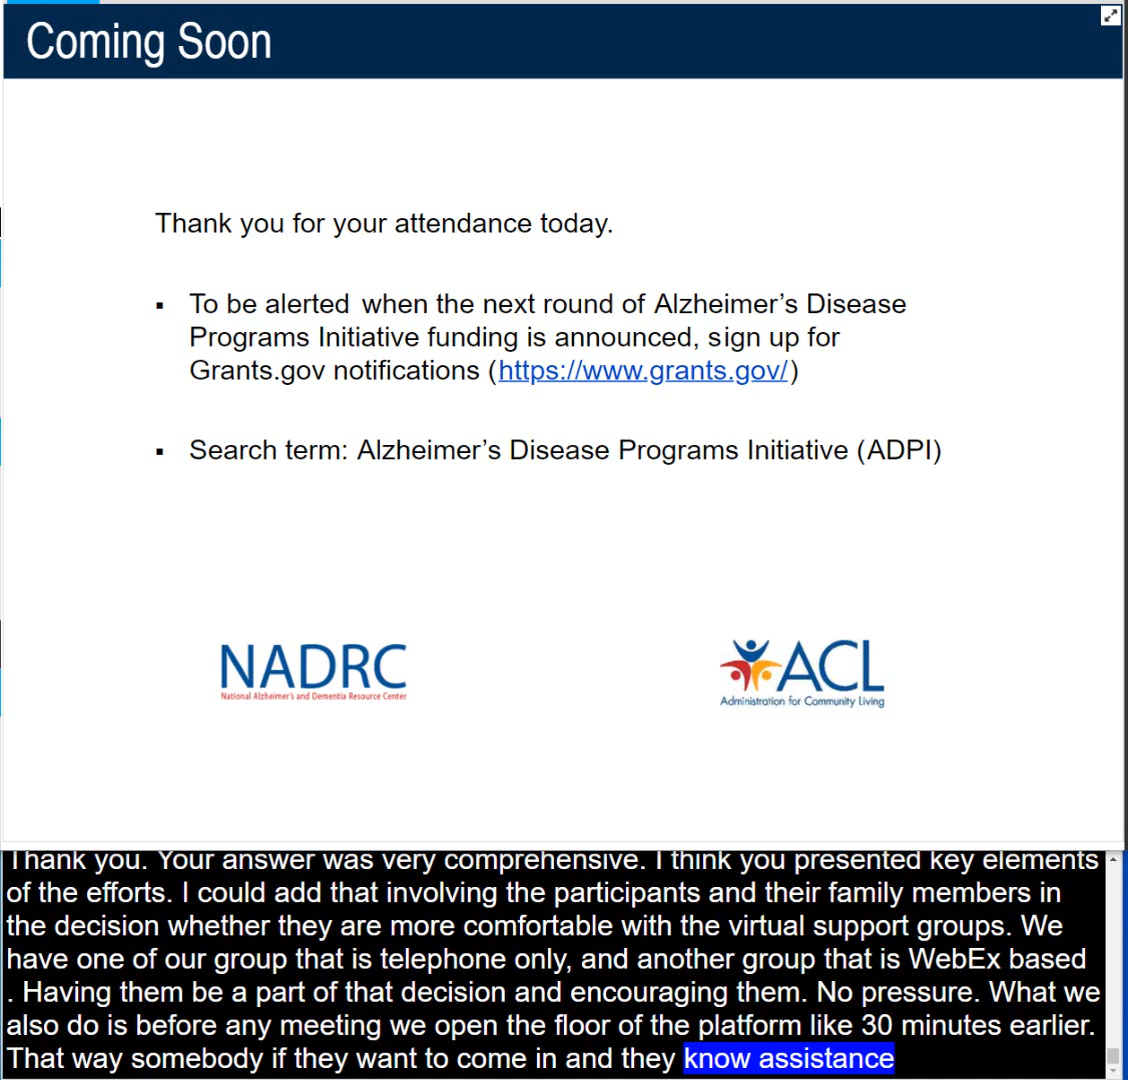 Coming Soon
Thank you for your attendance today.
▪ To be alerted when the next round of Alzheimer’s Disease
Programs Initiative funding is announced, sign up for
Grants.gov notifications (https://www.grants.gov/)
▪ Search term: Alzheimer’s Disease Programs Initiative (ADPI)
NADRC
National Alzheimer's and Dementia Resource Center
ACL
Administration for Community Living
Thank you. Your answer was very comprehensive. I think you presented key elements
of the efforts. I could add that involving the participants and their family members in
the decision whether they are more comfortable with the virtual support groups. We
have one of our group that is telephone only, and another group that is WebEx based
. Having them be a part of that decision and encouraging them. No pressure. What we
also do is before any meeting we open the floor of the platform like 30 minutes earlier.
That way somebody if they want to come in and they know assistance